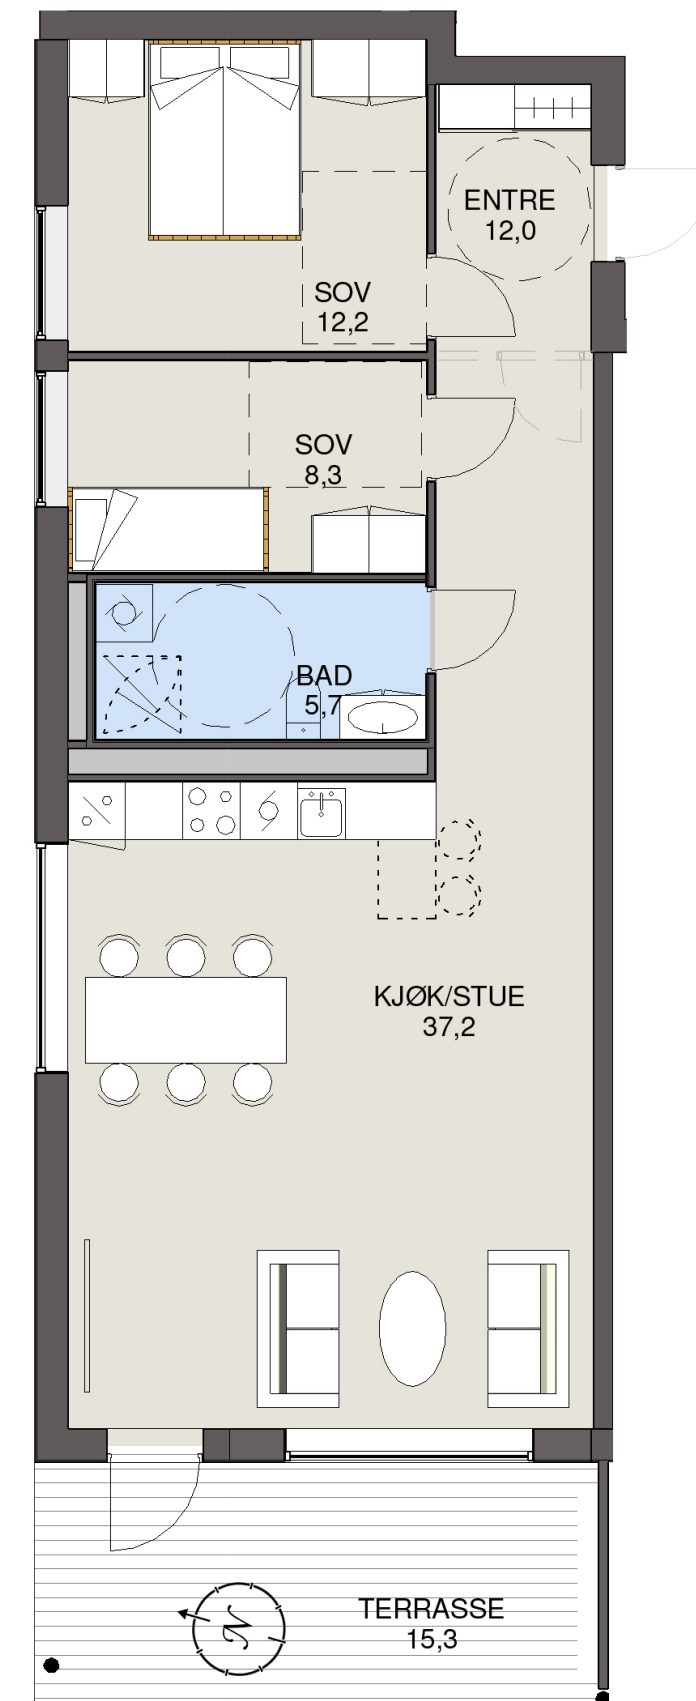 ENTRE
12,0
SOV
12,2
SOV
8,3
BAD
5,7
KJØK/STUE
37,2
TERRASSE
15,3
N